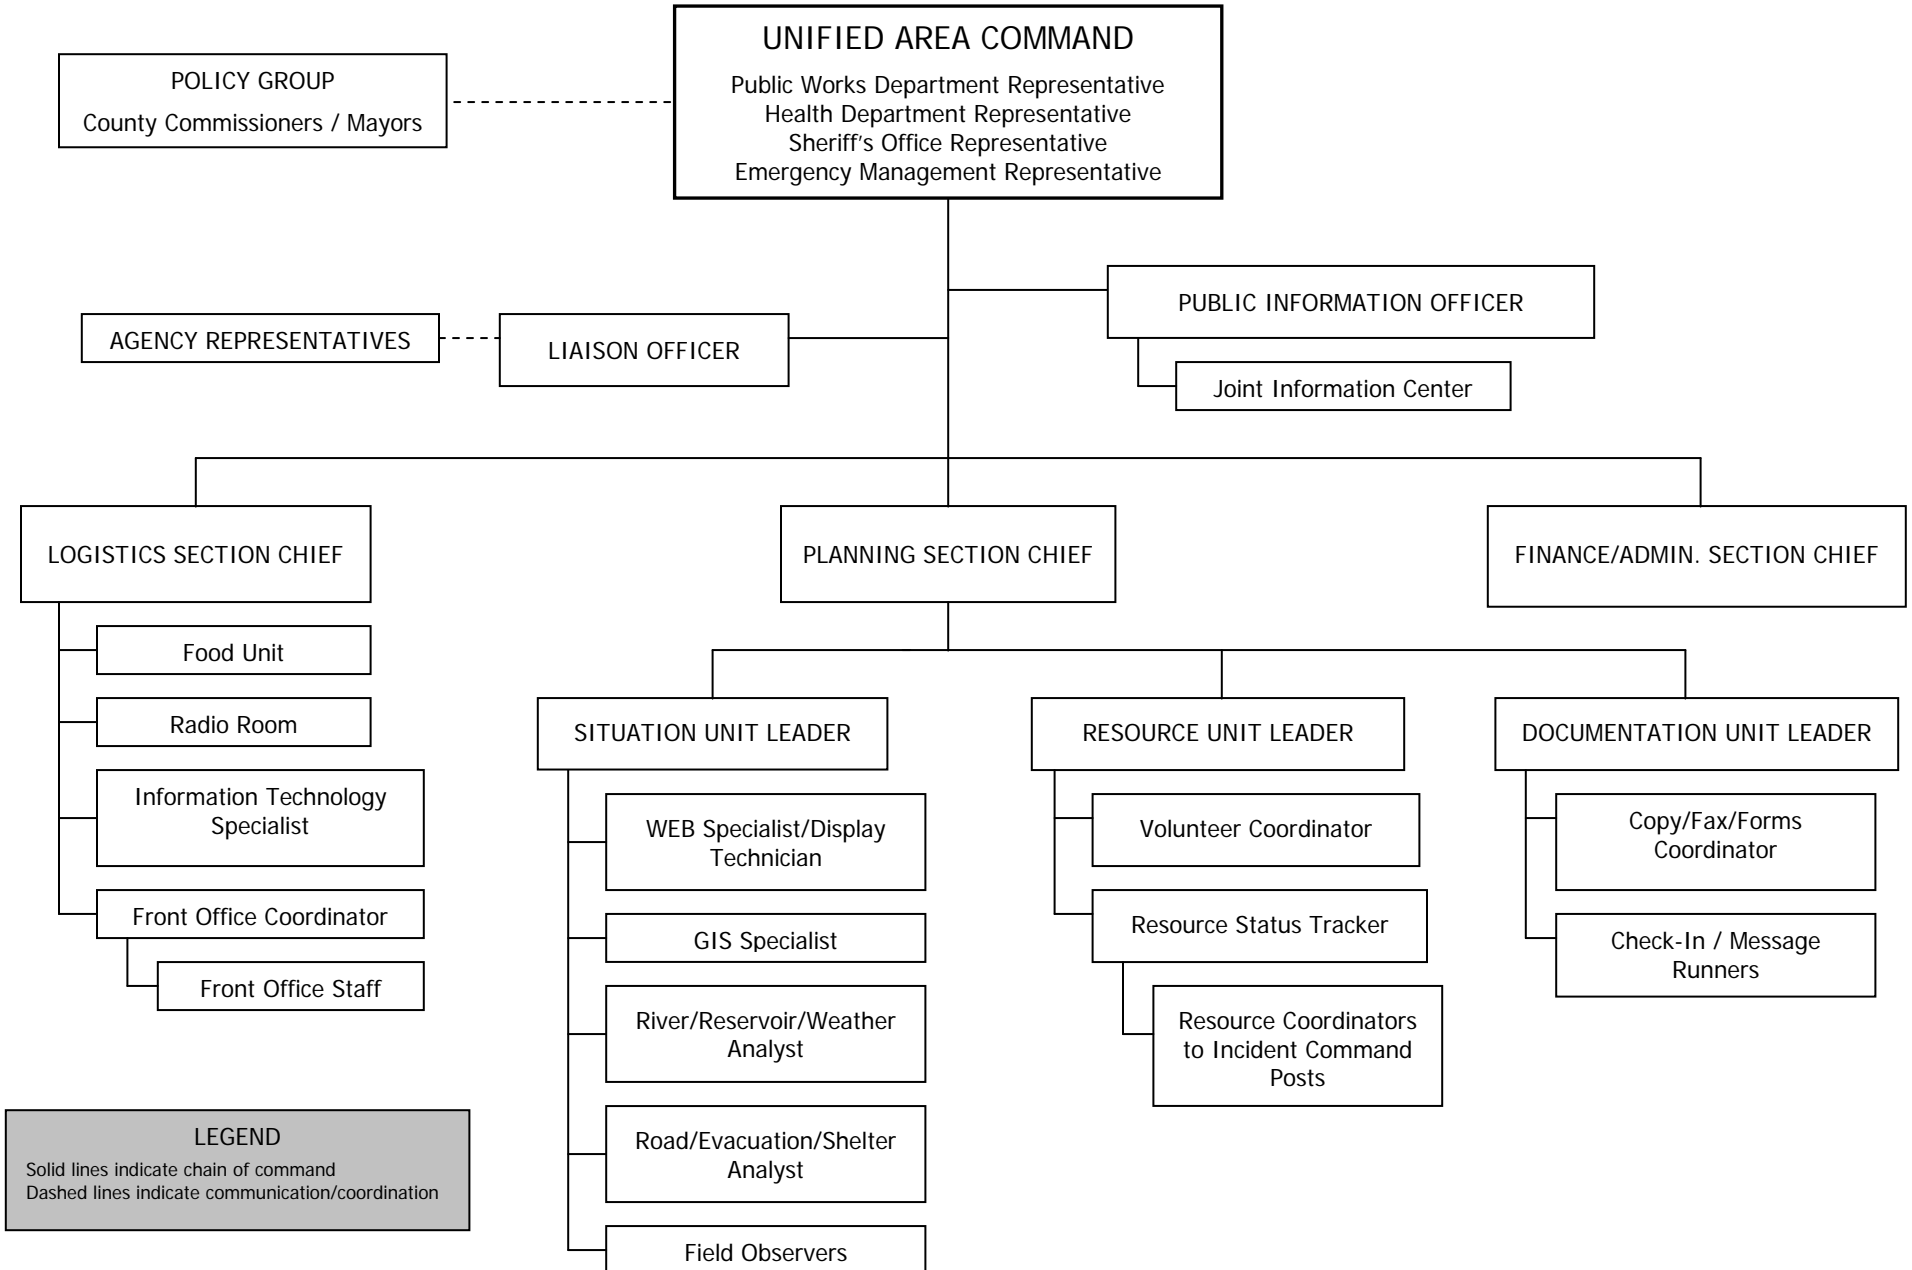 UNIFIED AREA COMMAND
Public Works Department Representative
Health Department Representative
Sheriff's Office Representative
Emergency Management Representative
POLICY GROUP
County Commissioners / Mayors
PUBLIC INFORMATION OFFICER
Joint Information Center
AGENCY REPRESENTATIVES
LIAISON OFFICER
LOGISTICS SECTION CHIEF
Food Unit
Radio Room
Information Technology
Specialist
Front Office Coordinator
Front Office Staff
PLANNING SECTION CHIEF
SITUATION UNIT LEADER
WEB Specialist/Display
Technician
GIS Specialist
River/Reservoir/Weather
Analyst
Road/Evacuation/Shelter
Analyst
Field Observers
RESOURCE UNIT LEADER
Volunteer Coordinator
Resource Status Tracker
Resource Coordinators
to Incident Command
Posts
DOCUMENTATION UNIT LEADER
Copy/Fax/Forms
Coordinator
Check-In / Message
Runners
FINANCE/ADMIN. SECTION CHIEF
LEGEND
Solid lines indicate chain of command
Dashed lines indicate communication/coordination